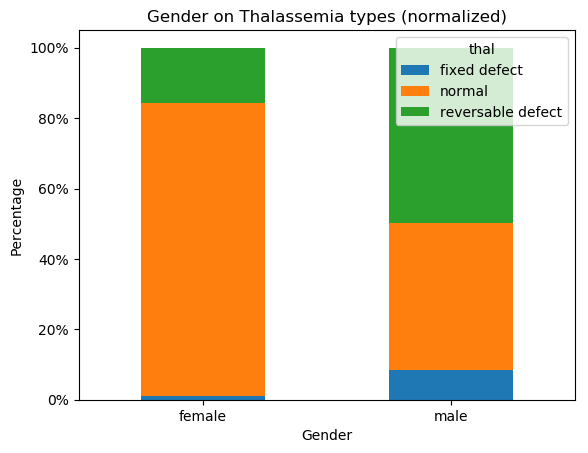 Gender on Thalassemia types (normalized)
thal
fixed defect
normal
reversable defect
100%
80%
60%
40%
20%
0%
Percentage
female
male
Gender